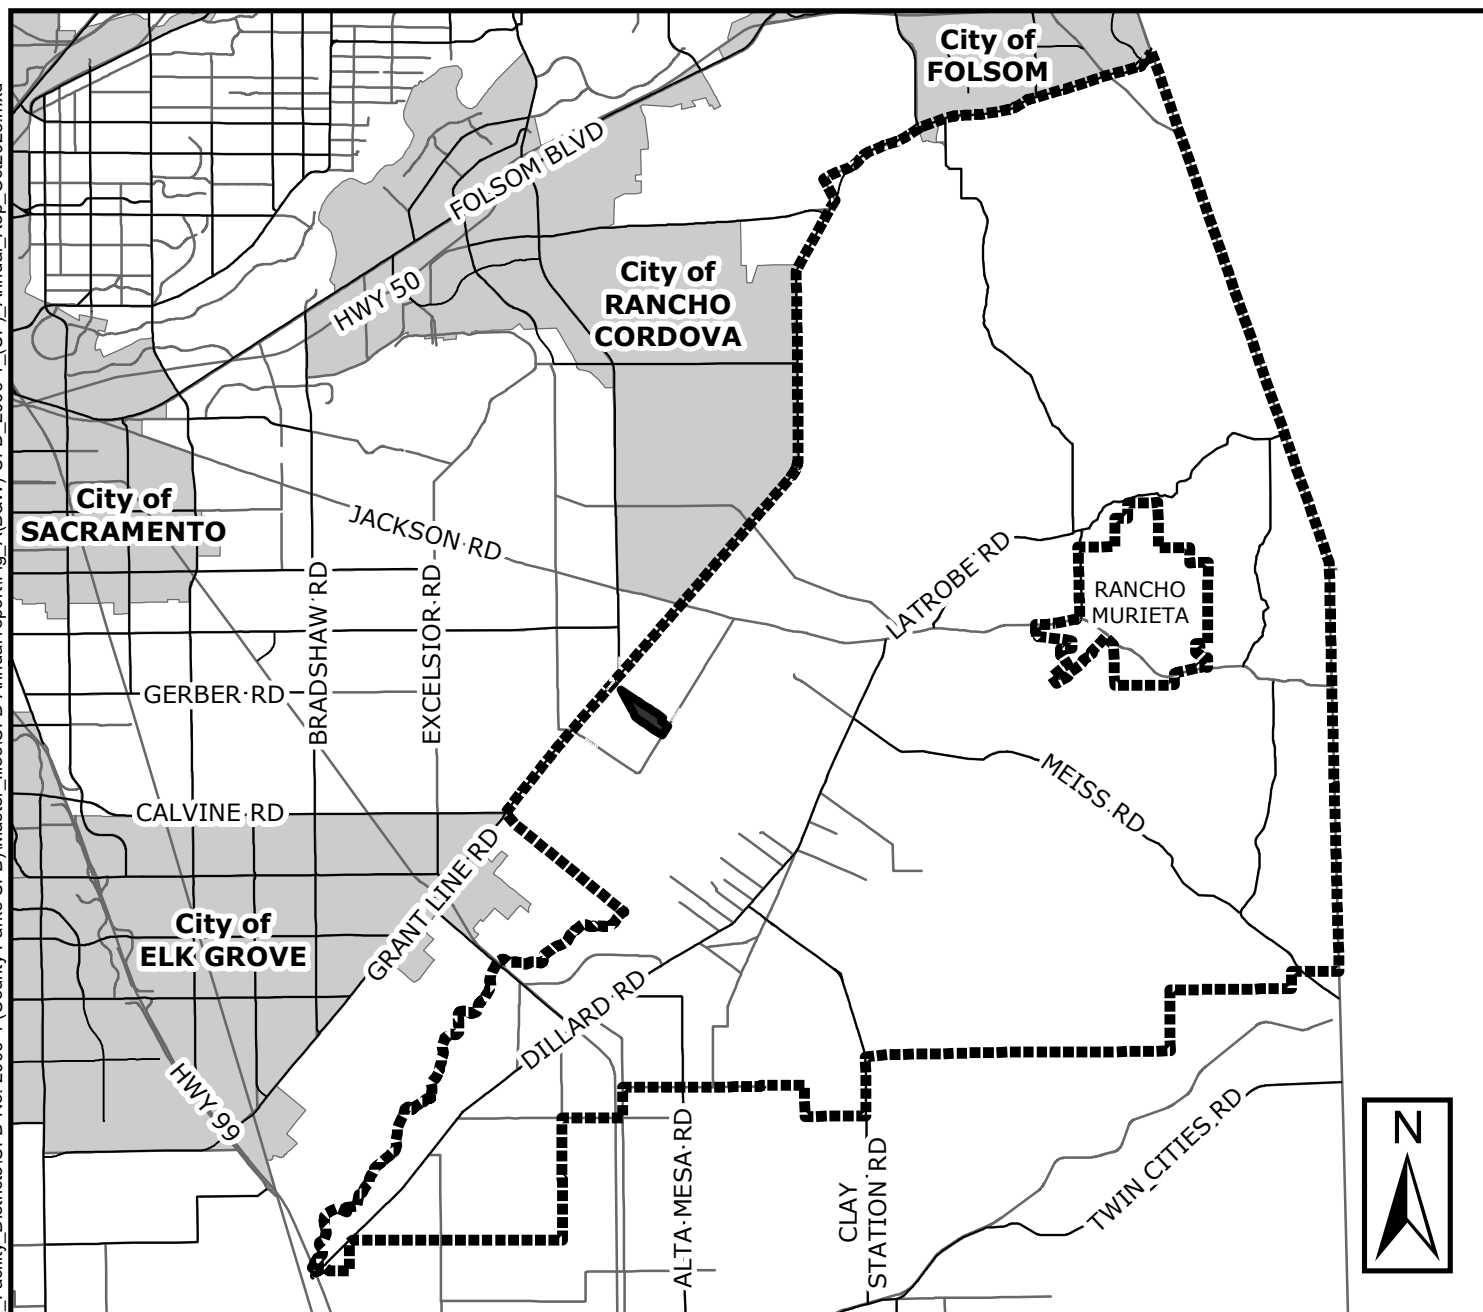 City of
FOLSOM
FOLSOM BLVD
HWY 50
City of
RANCHO
CORDOVA
City of
SACRAMENTO
JACKSON RD
LATROBE RD
RANCHO
MURIETA
BRADSHAW RD
EXCELSIOR RD
GERBER RD
MEISS RD
CALVINE RD
GRANT LINE RD
City of
ELK GROVE
DILLARD RD
HWY 99
ALTA MESA RD
CLAY
STATION RD
TWIN CITIES RD
N